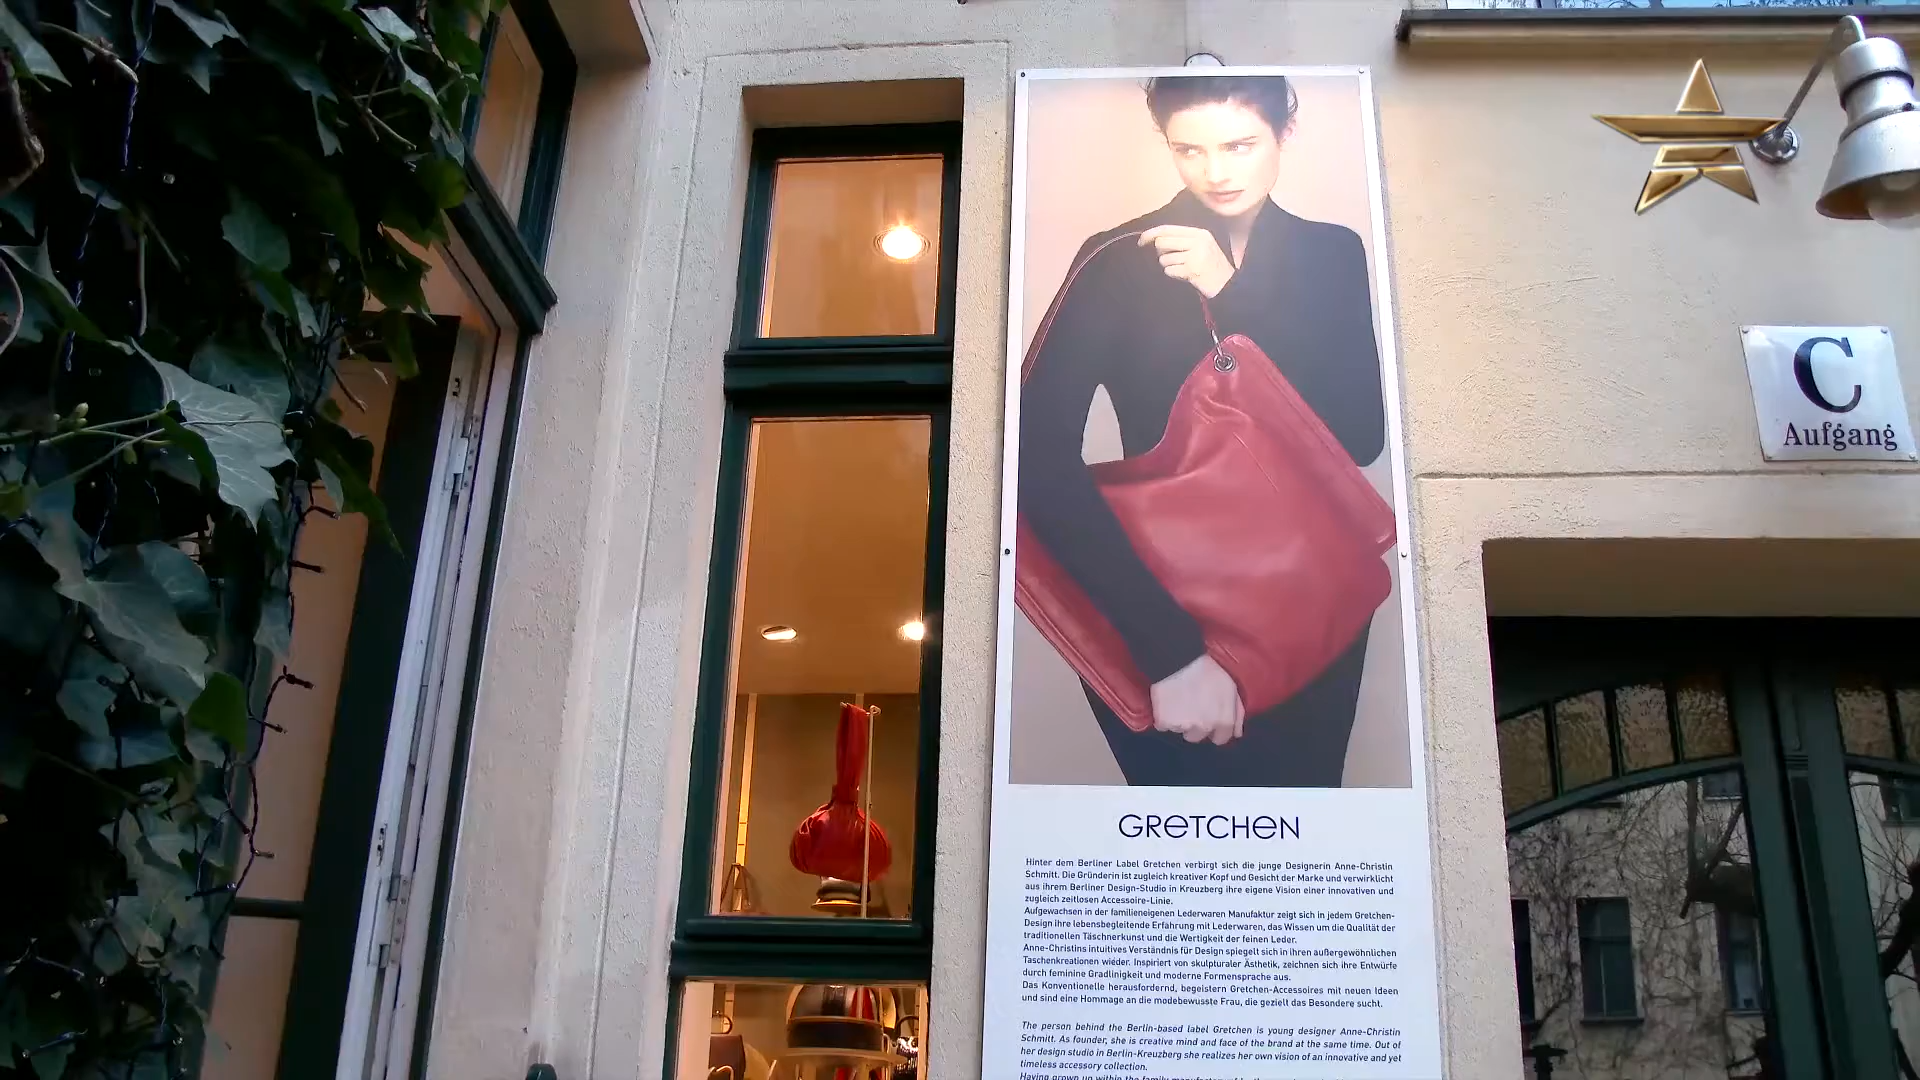 C
Aufgang
GRETCHEN
Hinter dem Berliner Label Gretchen verbirgt sich die junge Designerin Anne-Christin
Schmitt. Die Gründerin ist zugleich kreativer Kopf und Gesicht der Marke und verwirklicht
aus ihrem Berliner Design-Studio in Kreuzberg ihre eigene Vision einer innovativen und
zugleich zeitlosen Accessoire-Linie.
Aufgewachsen in der familieneigenen Lederwaren Manufaktur zeigt sich in jedem Gretchen-
Design ihre lebensbegleitende Erfahrung mit Lederwaren, das Wissen um die Qualität der
traditionellen Täschnerkunst und die Wertigkeit der feinen Leder.
Anne-Christins intuitives Verständnis für Design spiegelt sich in ihren außergewöhnlichen
Taschenkreationen wieder. Inspiriert von skulpturaler Ästhetik, zeichnen sich ihre Entwürfe
durch feminine Gradlinigkeit und moderne Formensprache aus.
Das Konventionelle herausfordernd, begeistern Gretchen-Accessoires mit neuen Ideen
und sind eine Hommage an die modebewusste Frau, die gezielt das Besondere sucht.
The person behind the Berlin-based label Gretchen is young designer Anne-Christin
Schmitt. As founder, she is creative mind and face of the brand at the same time. Out of
her design studio in Berlin-Kreuzberg she realizes her own vision of an innovative and yet
timeless accessory collection.
Having grown up within the family